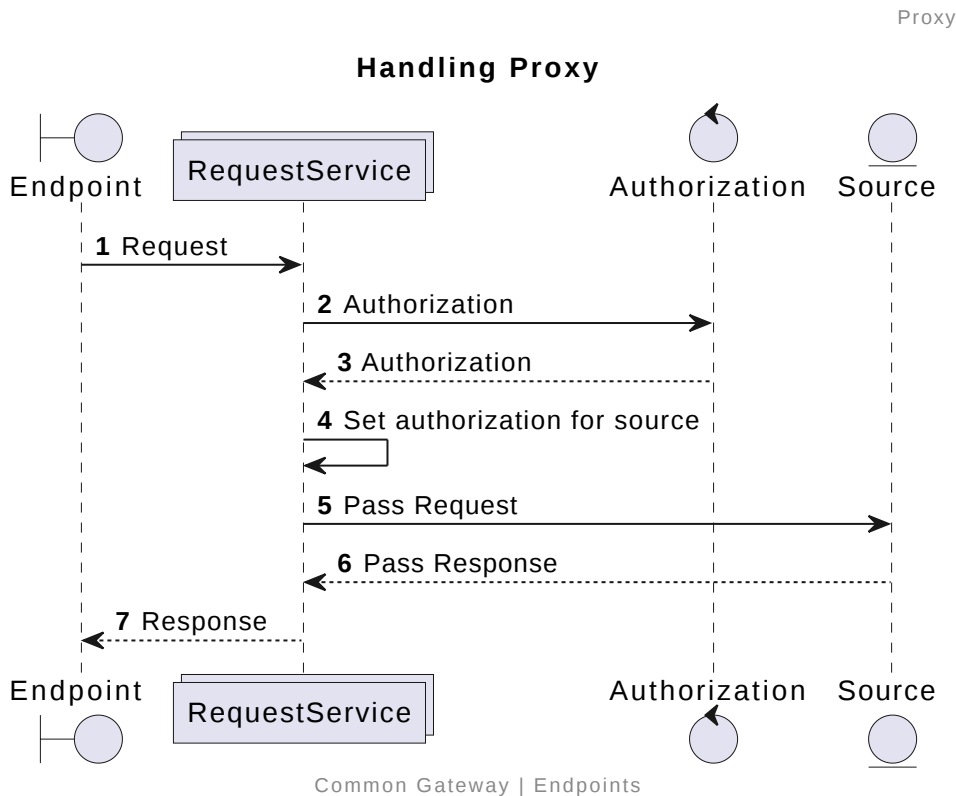 Proxy
Handling Proxy
Endpoint
RequestService
Authorization
Source
1 Request
2 Authorization
3 Authorization
4 Set authorization for source
5 Pass Request
6 Pass Response
7 Response
Endpoint
RequestService
Authorization
Source
Common Gateway | Endpoints